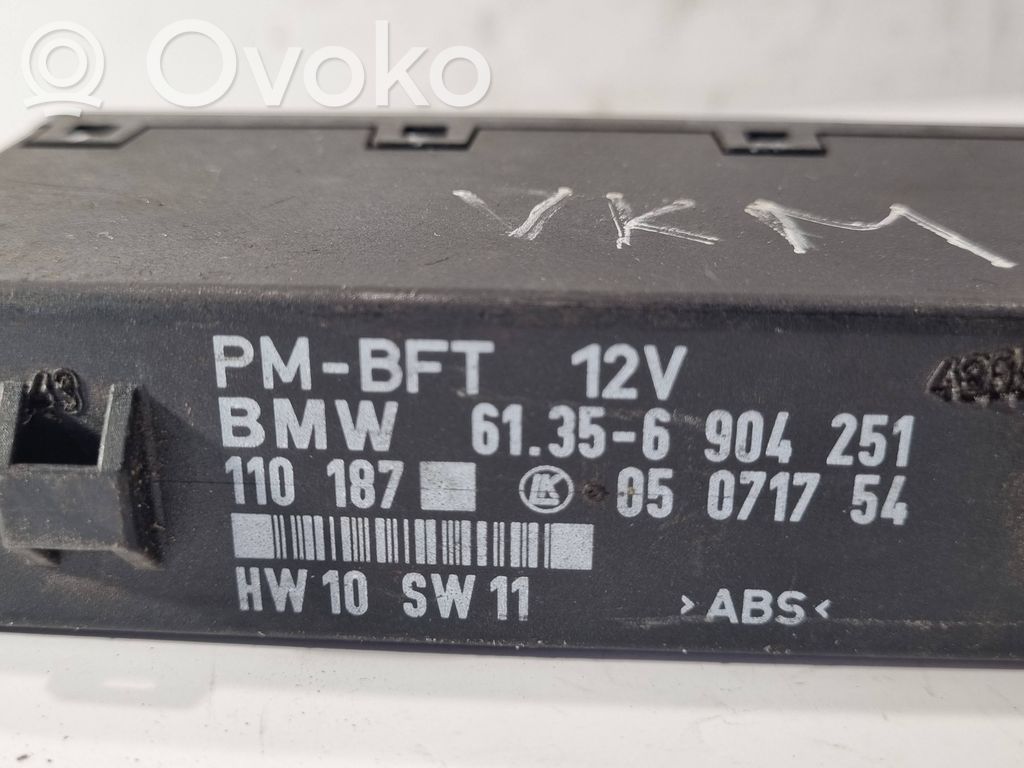 Ovoko
VKM
PM-BFT 12V
BMW 61.35-6 904 251
110 187 LK 05 0717 54
HW 10 SW 11
>ABS<